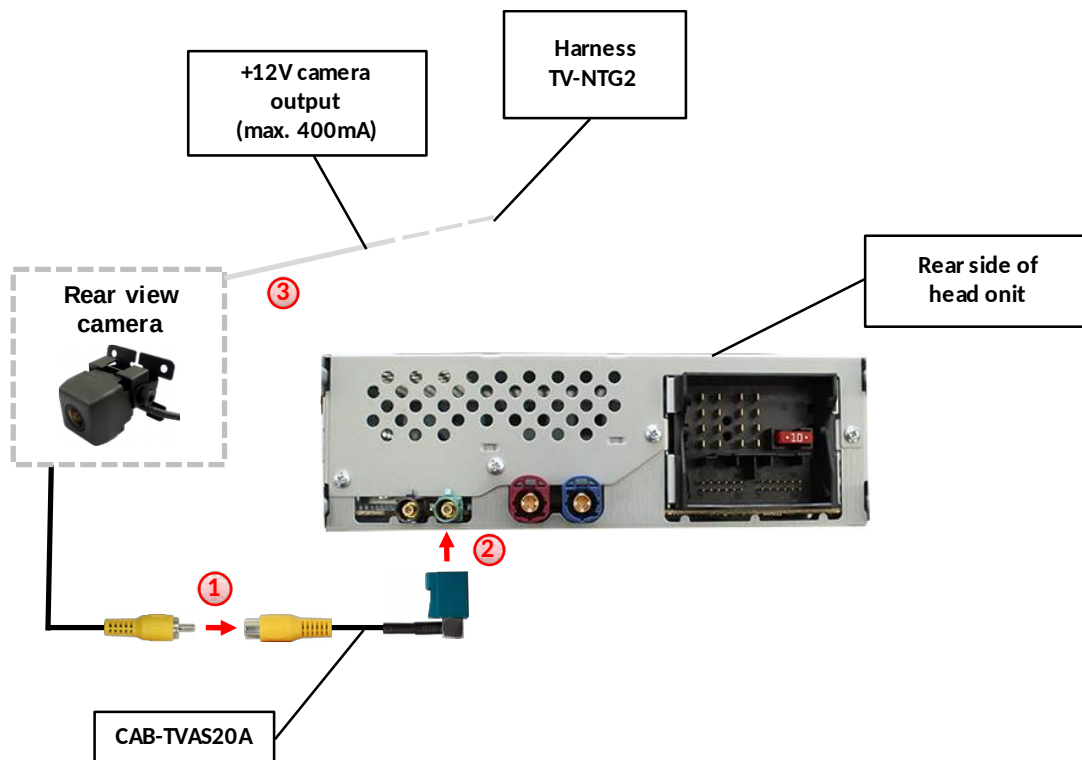 Harness
TV-NTG2
+12V camera
output
(max. 400mA)
Rear side of
head onit
3
Rear view
camera
10
2
1
CAB-TVAS20A